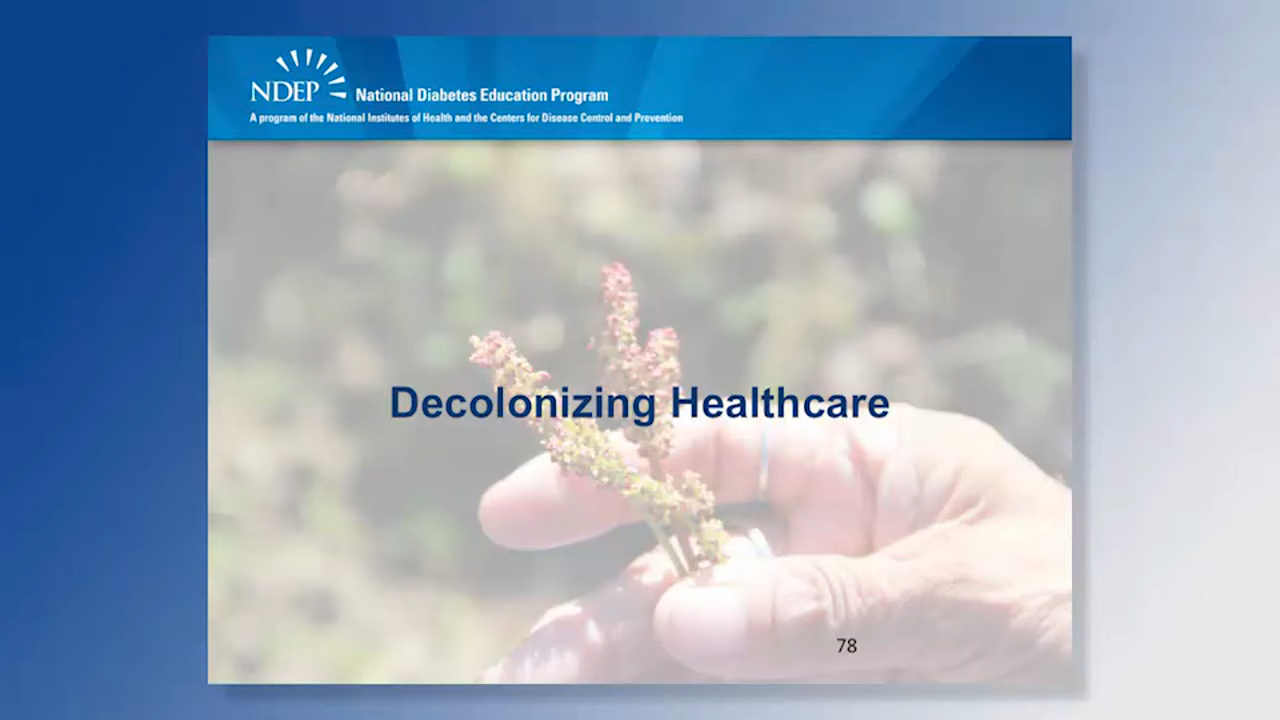 NDEP
National Diabetes Education Program
A program of the National Institutes of Health and the Centers for Disease Control and Prevention
Decolonizing Healthcare
78